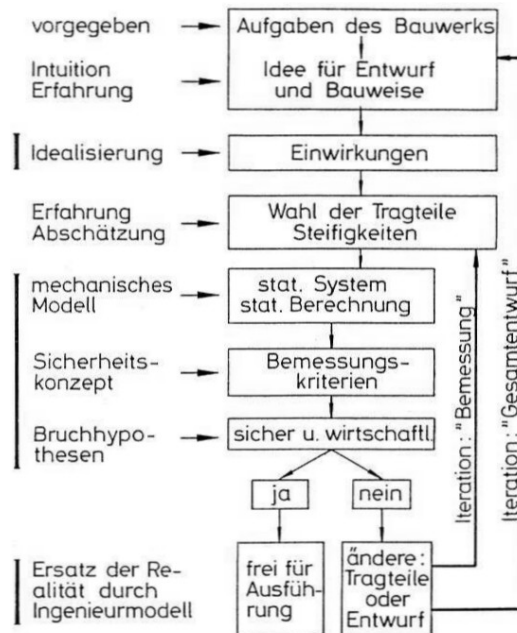 vorgegeben
Aufgaben des Bauwerks
Intuition
Erfahrung
Idee für Entwurf
und Bauweise
Idealisierung
Einwirkungen
Erfahrung
Abschätzung
Wahl der Tragteile
Steifigkeiten
mechanisches
Modell
stat. System
stat. Berechnung
Sicherheits-
konzept
Bemessungs-
kriterien
Bruchhypo-
thesen
sicher u. wirtschaftl.
ja
nein
Ersatz der Re-
alität durch
Ingenieurmodell
frei für
Ausfüh-
rung
ändere:
Tragteile
oder
Entwurf
Iteration: "Bemessung"
Iteration: "Gesamtentwurf"